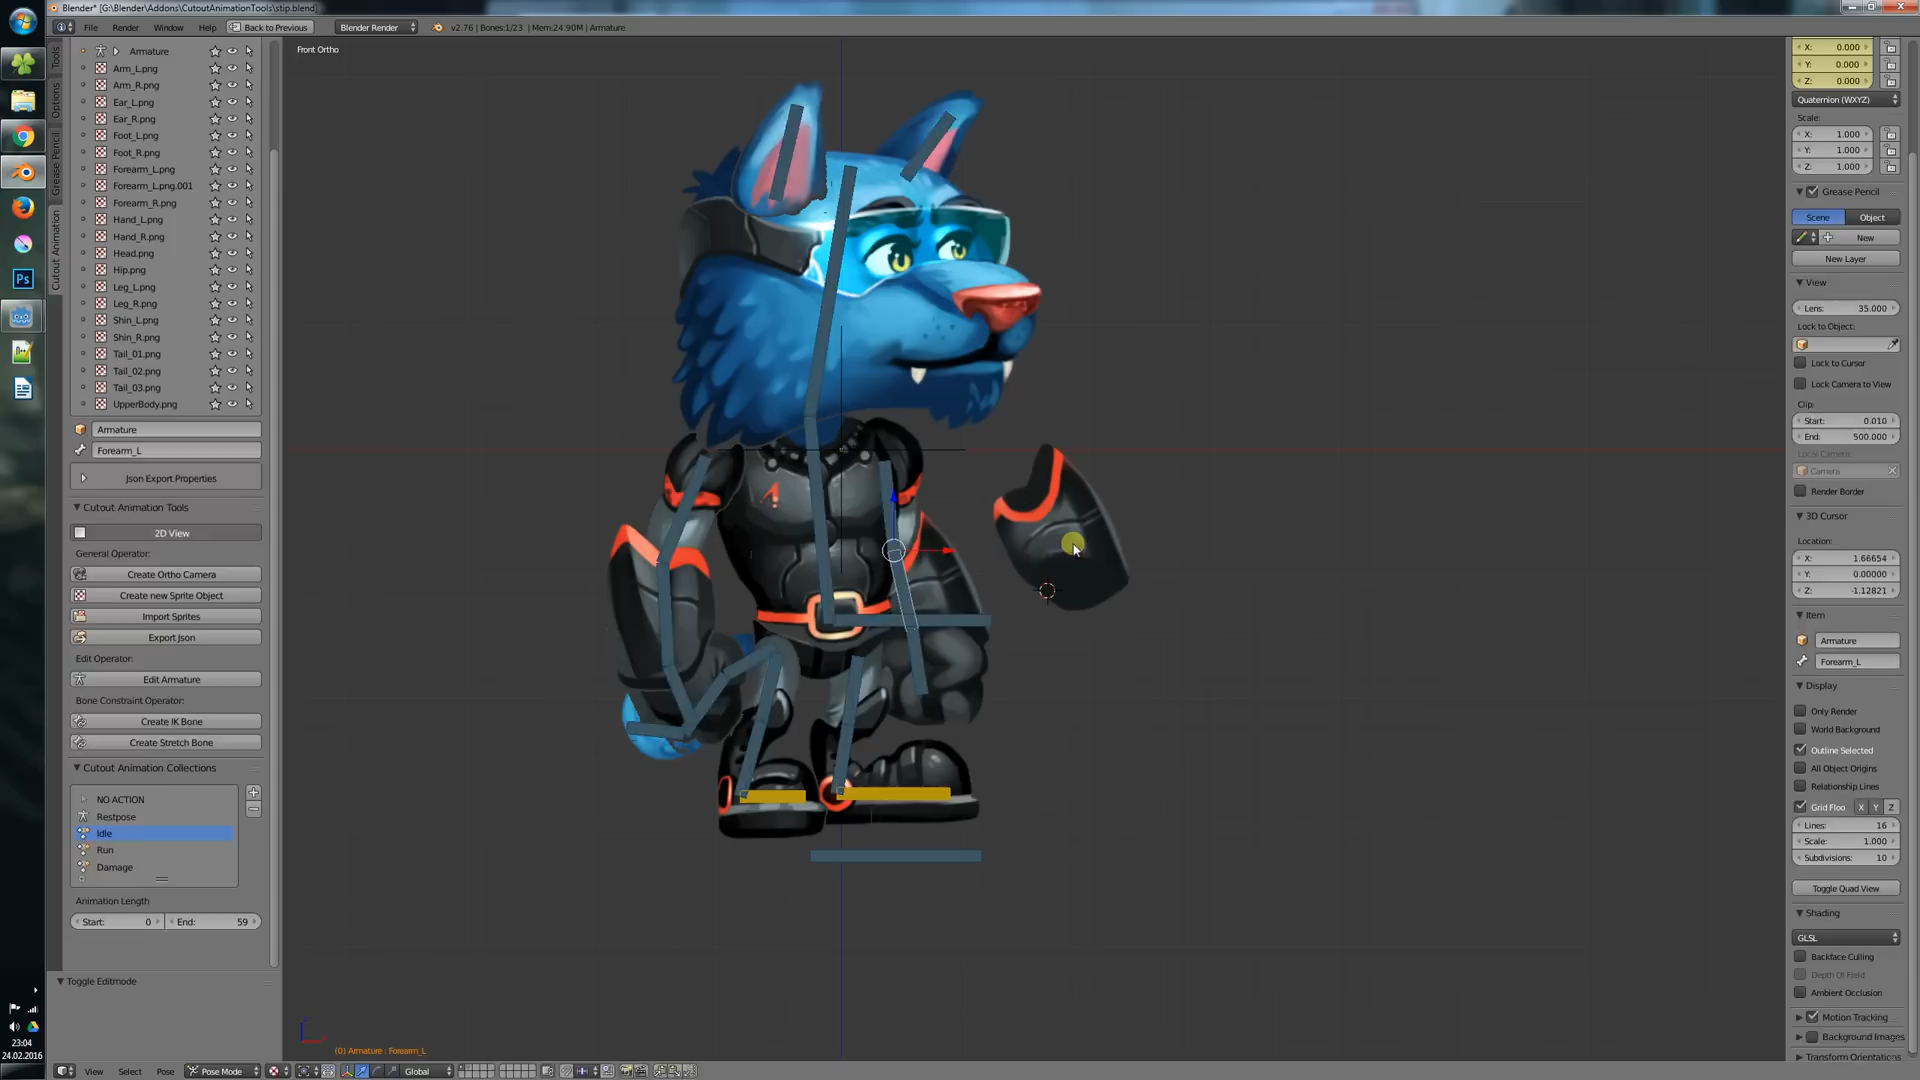 Blender* [G:\Blender\Addons\CutoutAnimationTools\stip.blend]
File Render Window Help Back to Previous Blender Render v2.76 | Bones:1/23 | Mem:24.90M | Armature
Front Ortho
Tools
Options
Grease Pencil
Cutout Animation
Armature
Arm_L.png
Arm_R.png
Ear_L.png
Ear_R.png
Foot_L.png
Foot_R.png
Forearm_L.png
Forearm_L.png.001
Forearm_R.png
Hand_L.png
Hand_R.png
Head.png
Hip.png
Leg_L.png
Leg_R.png
Shin_L.png
Shin_R.png
Tail_01.png
Tail_02.png
Tail_03.png
UpperBody.png
Armature
Forearm_L
Json Export Properties
Cutout Animation Tools
2D View
General Operator:
Create Ortho Camera
Create new Sprite Object
Import Sprites
Export Json
Edit Operator:
Edit Armature
Bone Constraint Operator:
Create IK Bone
Create Stretch Bone
Cutout Animation Collections
NO ACTION
Restpose
Idle
Run
Damage
Animation Length
Start: 0 End: 59
Toggle Editmode
(0) Armature : Forearm_L
View Select Pose Pose Mode Global
Ps
23:04
24.02.2016
X: 0.000
Y: 0.000
Z: 0.000
Quaternion (WXYZ)
Scale:
X: 1.000
Y: 1.000
Z: 1.000
Grease Pencil
Scene Object
New
New Layer
View
Lens: 35.000
Lock to Object:
Lock to Cursor
Lock Camera to View
Clip:
Start: 0.010
End: 500.000
Local Camera:
Camera
Render Border
3D Cursor
Location:
X: 1.66654
Y: 0.00000
Z: -1.12821
Item
Armature
Forearm_L
Display
Only Render
World Background
Outline Selected
All Object Origins
Relationship Lines
Grid Floo X Y Z
Lines: 16
Scale: 1.000
Subdivisions: 10
Toggle Quad View
Shading
GLSL
Backface Culling
Depth Of Field
Ambient Occlusion
Motion Tracking
Background Images
Transform Orientations